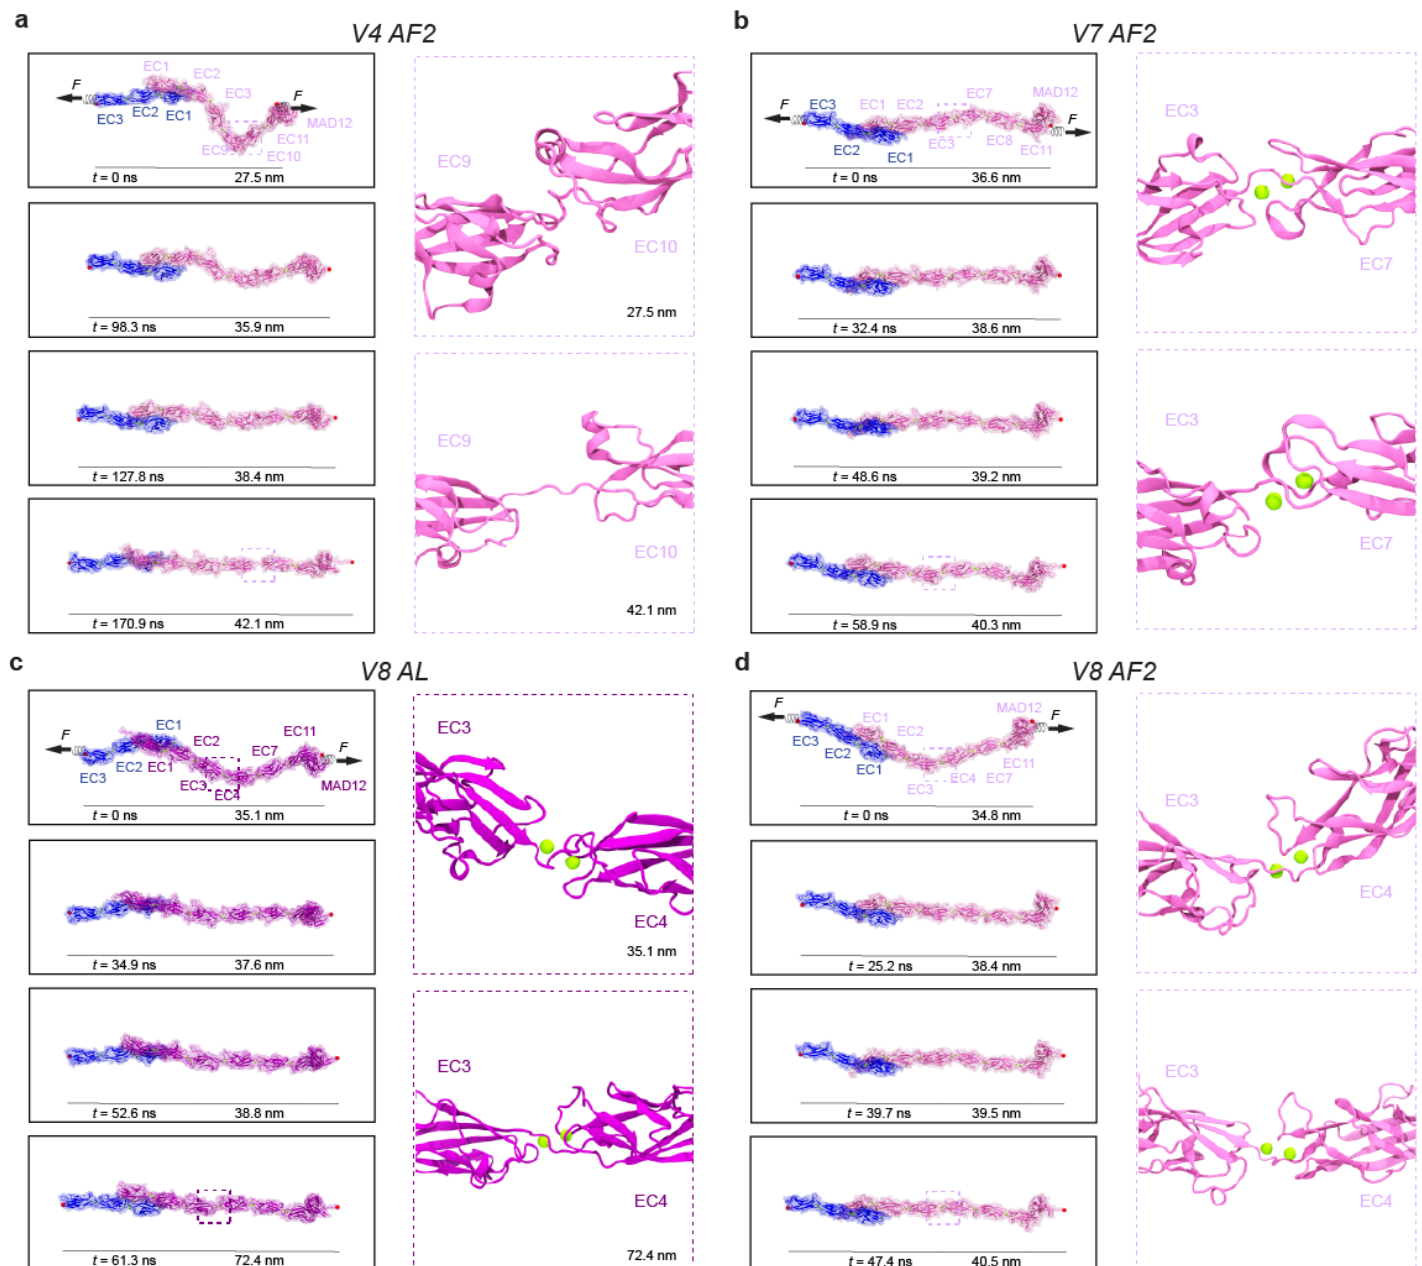 a
V4 AF2
F
EC1
EC2
EC3
F
EC3
EC2
EC1
MAD12
EC9
EC11
EC10
t = 0 ns 27.5 nm
t = 98.3 ns 35.9 nm
t = 127.8 ns 38.4 nm
t = 170.9 ns 42.1 nm
EC9
EC10
27.5 nm
EC9
EC10
42.1 nm
b
V7 AF2
F
EC3
EC1
EC2
EC7
MAD12
F
EC2
EC1
EC3
EC8
EC11
t = 0 ns 36.6 nm
t = 32.4 ns 38.6 nm
t = 48.6 ns 39.2 nm
t = 58.9 ns 40.3 nm
EC3
EC7
EC3
EC7
c
V8 AL
F
EC1
EC2
EC11
EC7
F
EC3
EC2
EC1
EC3
EC4
MAD12
t = 0 ns 35.1 nm
t = 34.9 ns 37.6 nm
t = 52.6 ns 38.8 nm
t = 61.3 ns 72.4 nm
EC3
EC4
35.1 nm
EC3
EC4
72.4 nm
d
V8 AF2
F
EC1
EC2
MAD12
F
EC3
EC2
EC1
EC3
EC4
EC7
EC11
t = 0 ns 34.8 nm
t = 25.2 ns 38.4 nm
t = 39.7 ns 39.5 nm
t = 47.4 ns 40.5 nm
EC3
EC4
EC3
EC4